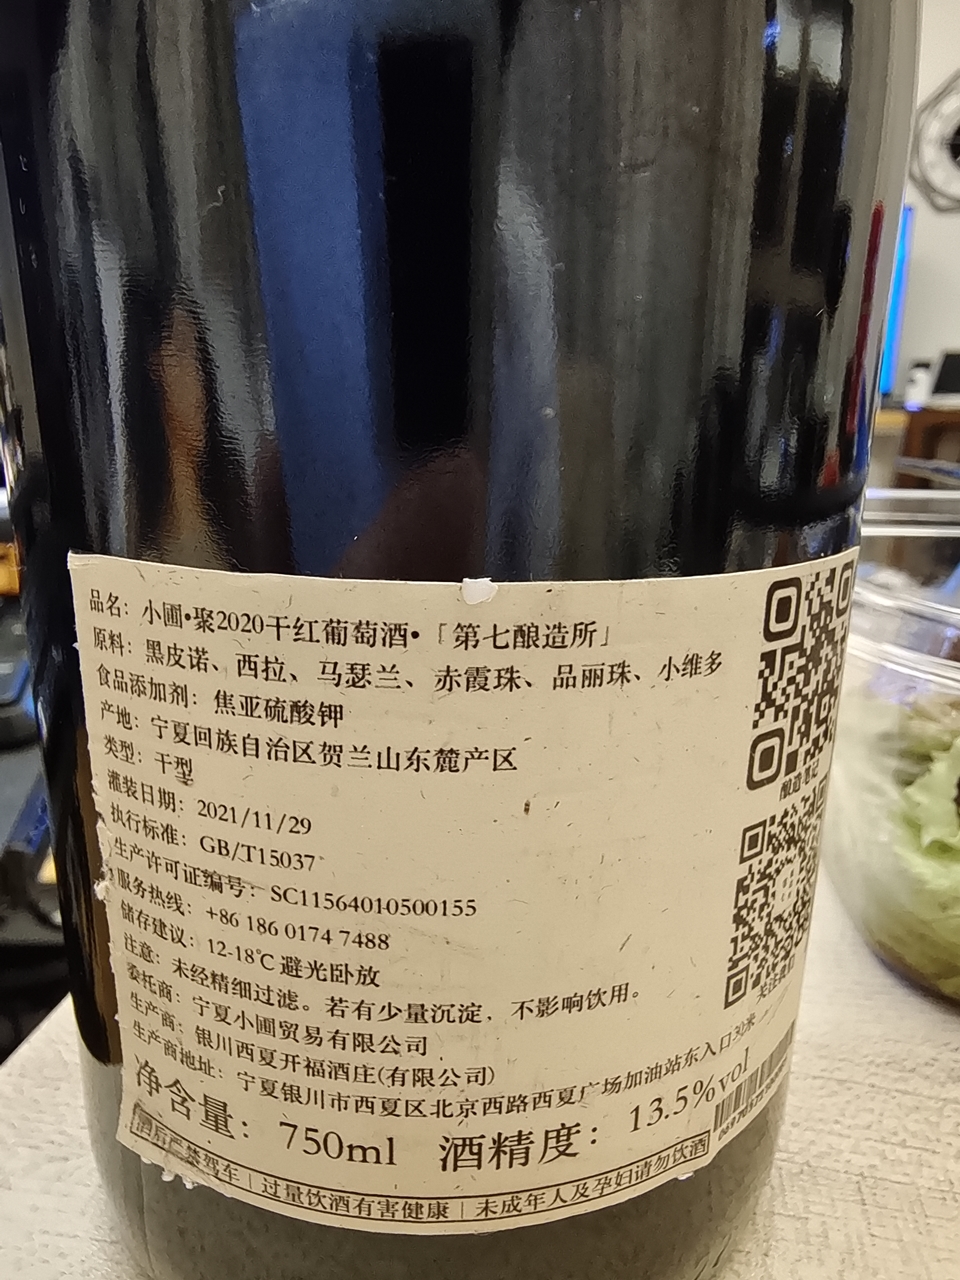 品名：小圃•聚2020干红葡萄酒•「第七酿造所」
原料：黑皮诺、西拉、马瑟兰、赤霞珠、品丽珠、小维多
食品添加剂：焦亚硫酸钾
产地：宁夏回族自治区贺兰山东麓产区
类型：干型
灌装日期：2021/11/29
执行标准：GB/T15037
生产许可证编号：SC11564010500155
服务热线：+86 186 0174 7488
储存建议：12-18℃ 避光卧放
注意：未经精细过滤。若有少量沉淀，不影响饮用。
委托商：宁夏小圃贸易有限公司
生产商：银川西夏开福酒庄(有限公司)
生产商地址：宁夏银川市西夏区北京西路西夏广场加油站东入口30米
净含量：750ml 酒精度：13.5%vol
酒后严禁驾车｜过量饮酒有害健康｜未成年人及孕妇请勿饮酒
酿造笔记
关注我们